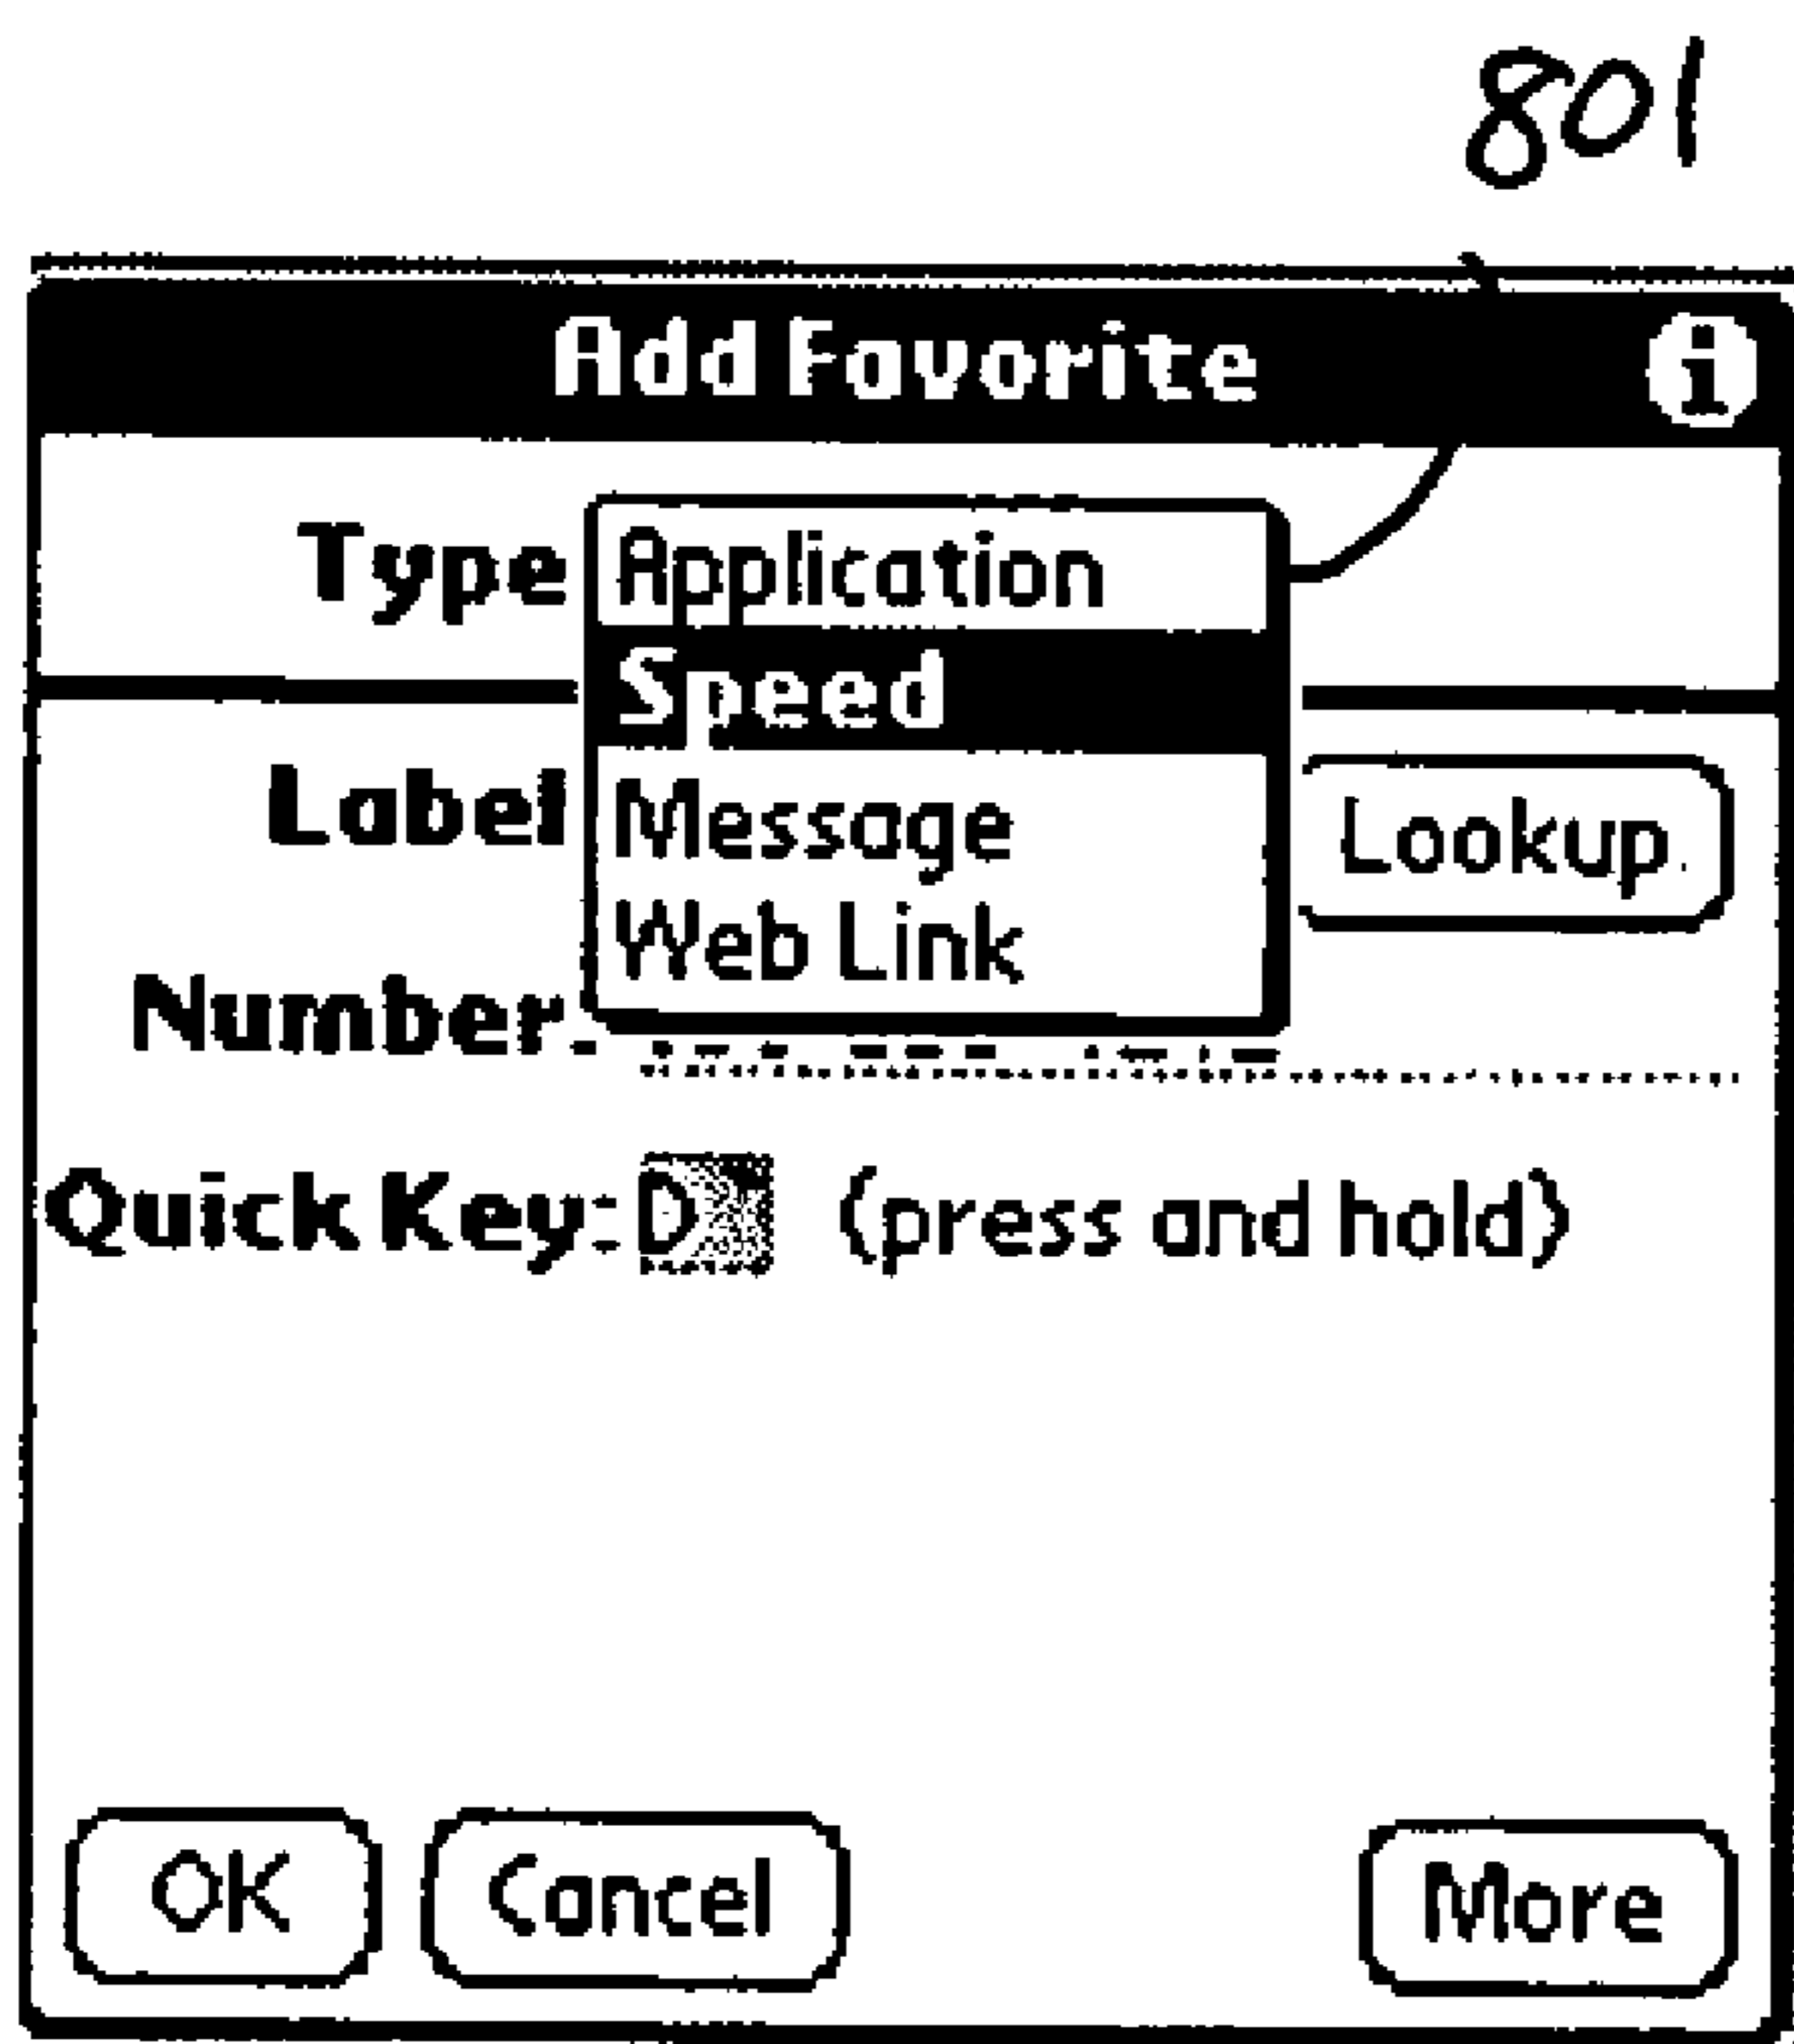 801
Add Favorite i
Type Application
Speed
Label Message Lookup.
Web Link
Number
Quick Key: D (press and hold)
OK Cancel More